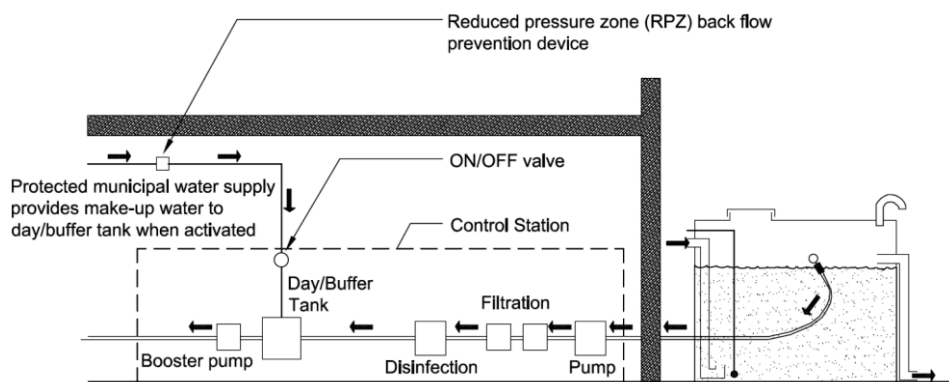 Reduced pressure zone (RPZ) back flow
prevention device
ON/OFF valve
Protected municipal water supply
provides make-up water to
day/buffer tank when activated
Control Station
Day/Buffer
Tank
Filtration
Booster pump
Disinfection
Pump